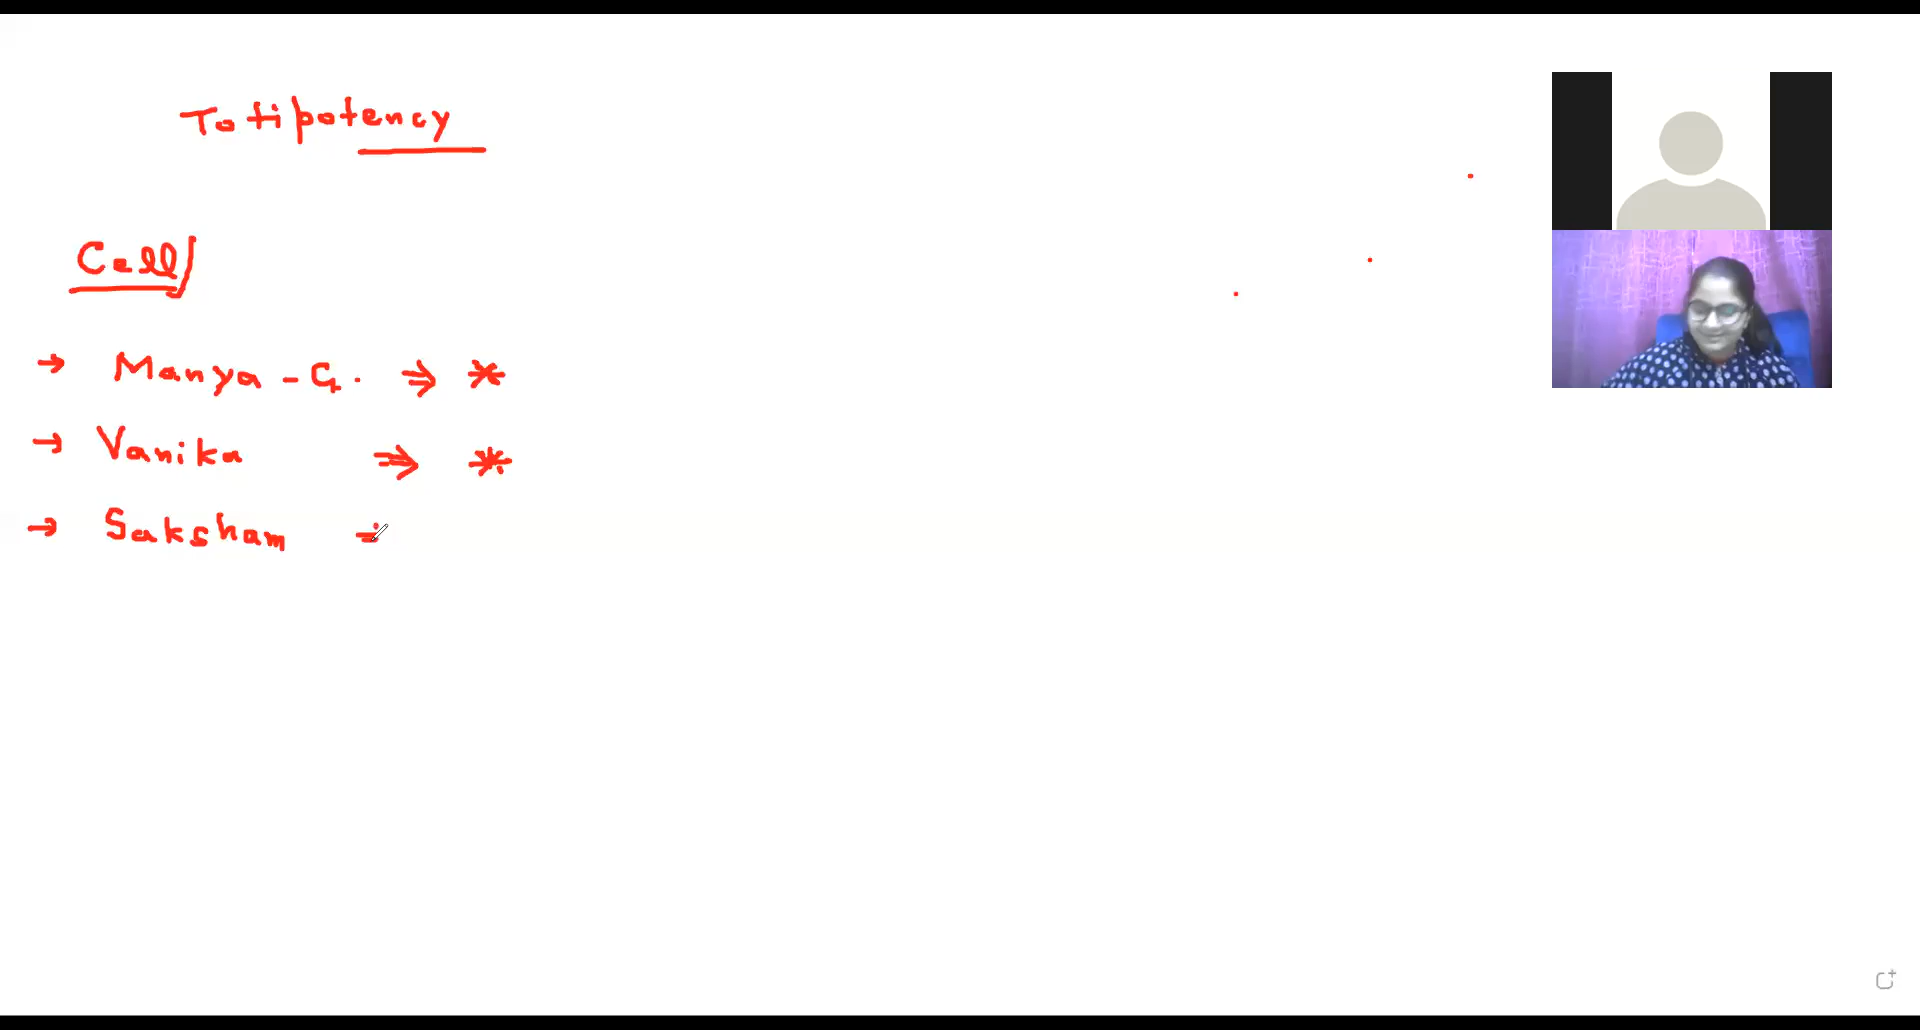 Totipotency
Cell
→ Manya - G. ⇒ *
→ Vanika ⇒ *
→ Saksham